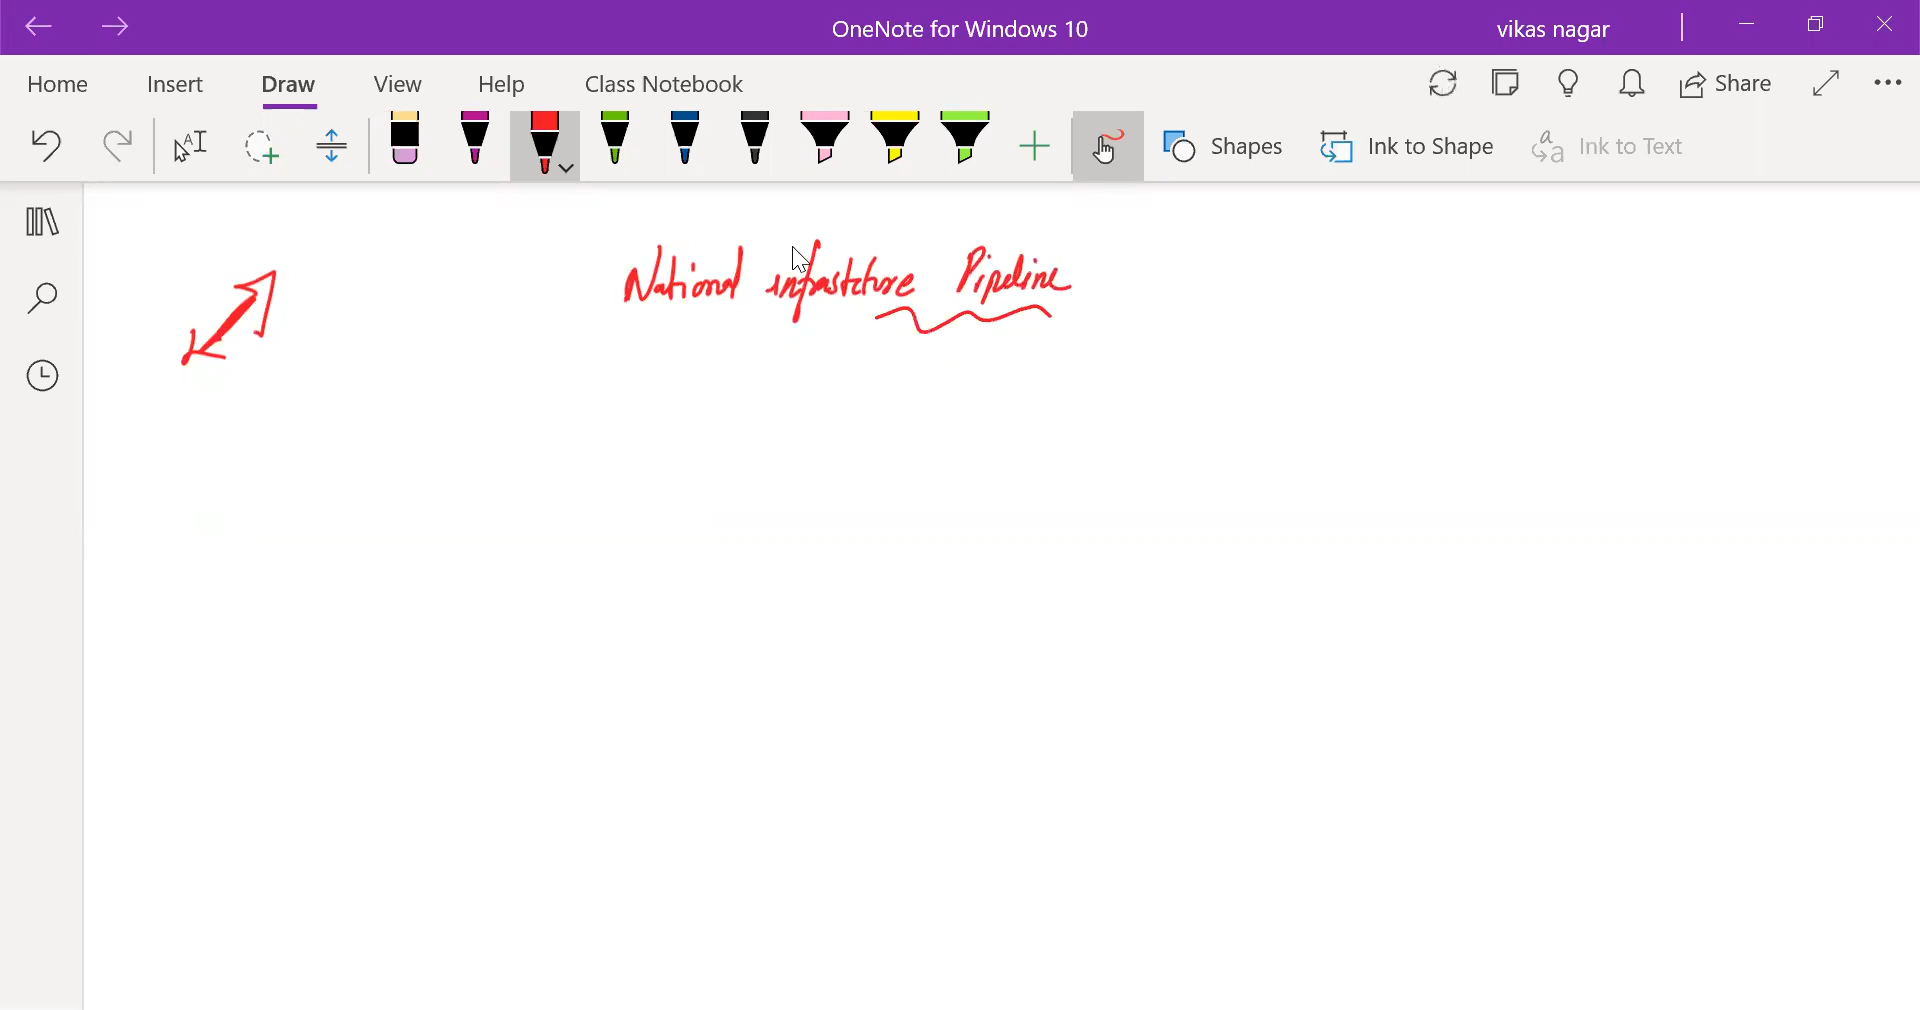 OneNote for Windows 10
vikas nagar
Home Insert Draw View Help Class Notebook Share
Shapes Ink to Shape Ink to Text
National infrastcture Pipeline